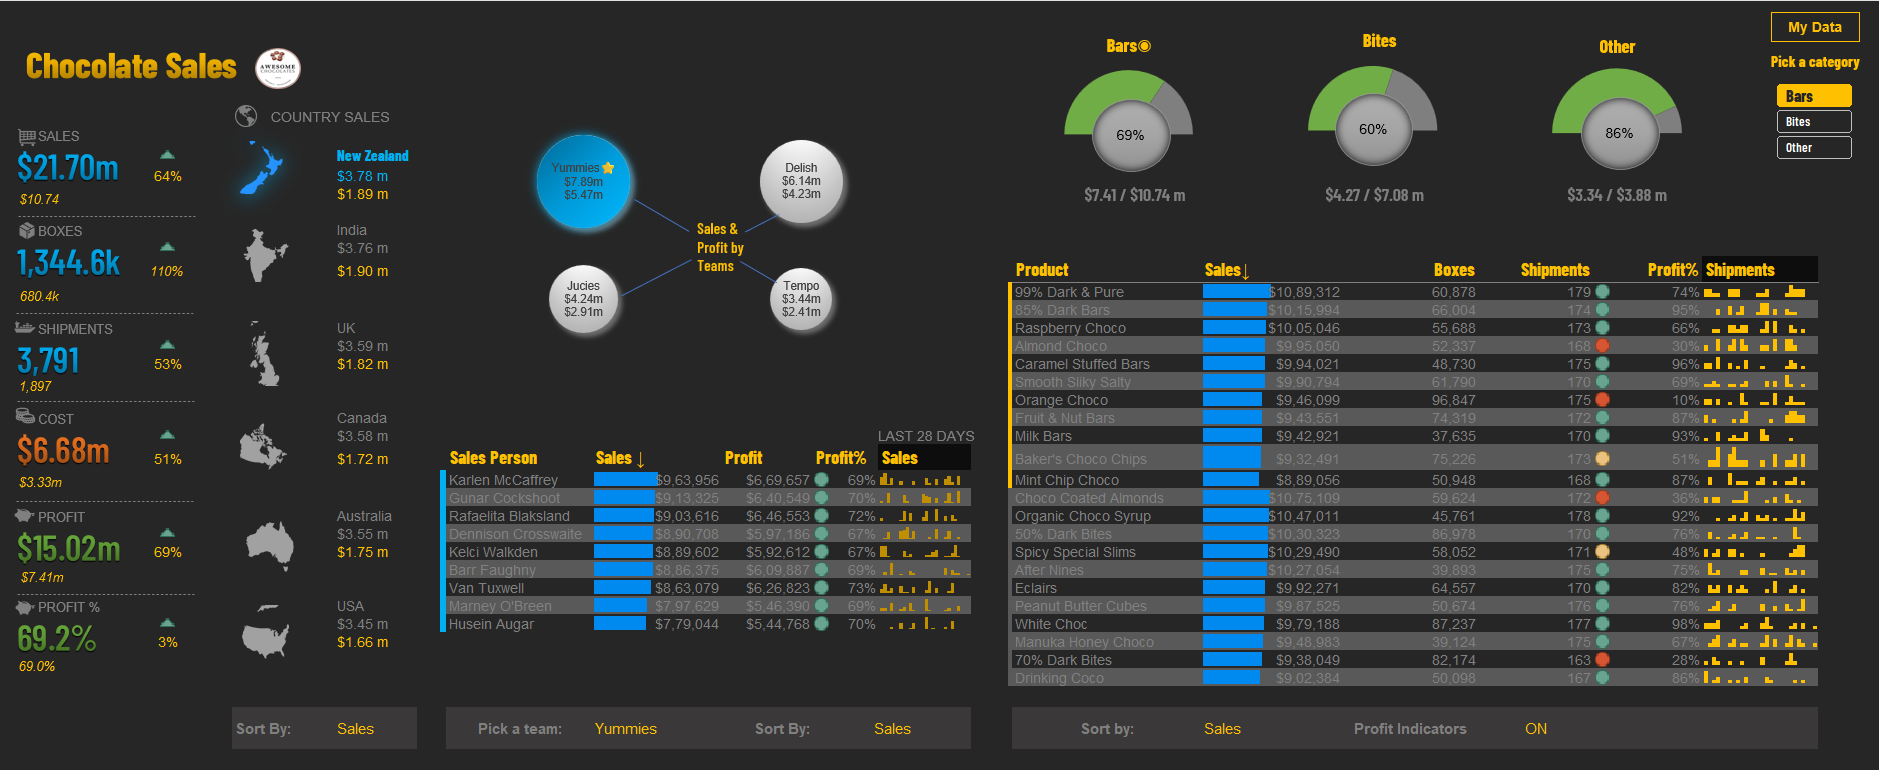 Chocolate Sales
AWESOME
CHOCOLATES
SALES
$21.70m
64%
$10.74
BOXES
1,344.6k
110%
680.4k
SHIPMENTS
3,791
53%
1,897
COST
$6.68m
51%
$3.33m
PROFIT
$15.02m
69%
$7.41m
PROFIT %
69.2%
3%
69.0%
COUNTRY SALES
New Zealand
$3.78 m
$1.89 m
India
$3.76 m
$1.90 m
UK
$3.59 m
$1.82 m
Canada
$3.58 m
$1.72 m
Australia
$3.55 m
$1.75 m
USA
$3.45 m
$1.66 m
Sort By: Sales
Yummies
$7.89m
$5.47m
Delish
$6.14m
$4.23m
Sales &
Profit by
Teams
Jucies
$4.24m
$2.91m
Tempo
$3.44m
$2.41m
LAST 28 DAYS
Sales Person Sales ↓ Profit Profit% Sales
Karlen McCaffrey $9,63,956 $6,69,657 69%
Gunar Cockshoot $9,13,325 $6,40,549 70%
Rafaelita Blaksland $9,03,616 $6,46,553 72%
Dennison Crosswaite $8,90,708 $5,97,186 67%
Kelci Walkden $8,89,602 $5,92,612 67%
Barr Faughny $8,86,375 $6,09,887 69%
Van Tuxwell $8,63,079 $6,26,823 73%
Marney O'Breen $7,97,629 $5,46,390 69%
Husein Augar $7,79,044 $5,44,768 70%
Pick a team: Yummies Sort By: Sales
Bars
69%
$7.41 / $10.74 m
Bites
60%
$4.27 / $7.08 m
Other
86%
$3.34 / $3.88 m
My Data
Pick a category
Bars
Bites
Other
Product Sales↓ Boxes Shipments Profit% Shipments
99% Dark & Pure $10,89,312 60,878 179 74%
85% Dark Bars $10,15,994 66,004 174 95%
Raspberry Choco $10,05,046 55,688 173 66%
Almond Choco $9,95,050 52,337 168 30%
Caramel Stuffed Bars $9,94,021 48,730 175 96%
Smooth Sliky Salty $9,90,794 61,790 170 69%
Orange Choco $9,46,099 96,847 175 10%
Fruit & Nut Bars $9,43,551 74,319 172 87%
Milk Bars $9,42,921 37,635 170 93%
Baker's Choco Chips $9,32,491 75,226 173 51%
Mint Chip Choco $8,89,056 50,948 168 87%
Choco Coated Almonds $10,75,109 59,624 172 36%
Organic Choco Syrup $10,47,011 45,761 178 92%
50% Dark Bites $10,30,323 86,978 170 76%
Spicy Special Slims $10,29,490 58,052 171 48%
After Nines $10,27,054 39,893 175 75%
Eclairs $9,92,271 64,557 170 82%
Peanut Butter Cubes $9,87,525 50,674 176 76%
White Choc $9,79,188 87,237 177 98%
Manuka Honey Choco $9,48,983 39,124 175 67%
70% Dark Bites $9,38,049 82,174 163 28%
Drinking Coco $9,02,384 50,098 167 86%
Sort by: Sales Profit Indicators ON